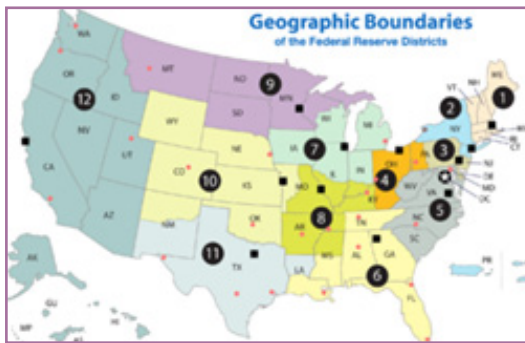 Geographic Boundaries
of the Federal Reserve Districts
WA
OR
ID
MT
ND
MN
SD
WY
NV
UT
CA
AZ
CO
NE
KS
NM
OK
TX
IA
WI
MI
IL
IN
OH
MO
KY
AR
TN
MS
LA
AL
GA
FL
SC
NC
VA
WV
PA
NY
VT
NH
ME
RI
CT
NJ
DE
MD
DC
PR
AK
GU
MP
HI
AS
1
2
3
4
5
6
7
8
9
10
11
12